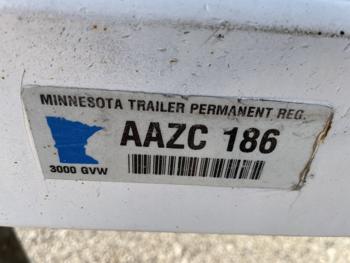 MINNESOTA TRAILER PERMANENT REG.
AAZC 186
3000 GVW